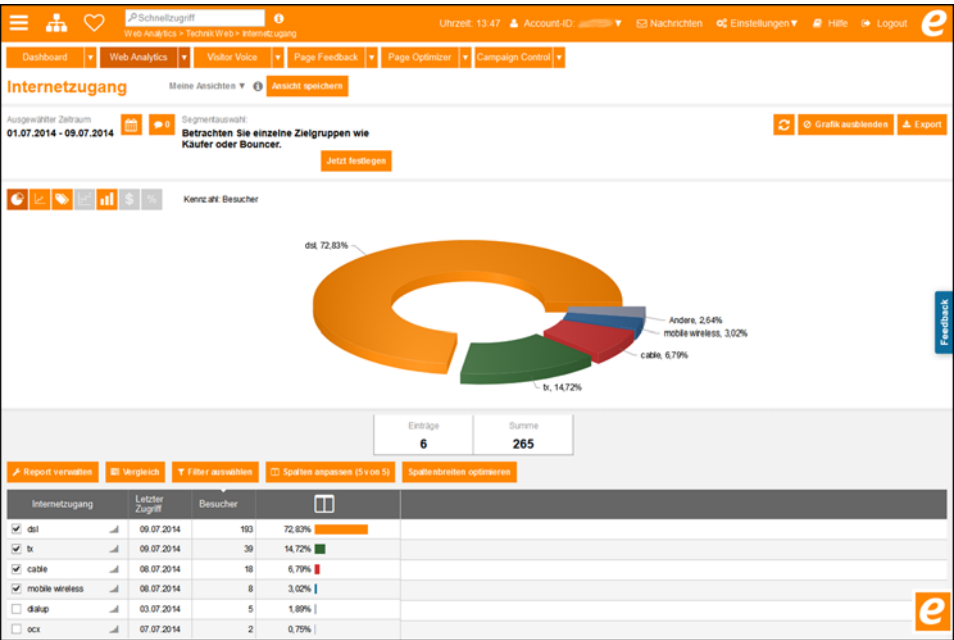 Schnellzugriff
Web Analytics > TechnikWeb > Internetzugang
Uhrzeit: 13:47 Account-ID: Nachrichten Einstellungen Hilfe Logout
e
Dashboard Web Analytics Visitor Voice Page Feedback Page Optimizer Campaign Control
Internetzugang Meine Ansichten Ansicht speichern
Ausgewählter Zeitraum Segmentauswahl:
01.07.2014 - 09.07.2014 0 Betrachten Sie einzelne Zielgruppen wie
Käufer oder Bouncer.
Grafik ausblenden Export
Jetzt festlegen
$ % Kennzahl: Besucher
dsl, 72,83%
Andere, 2,64%
mobile wireless, 3,02%
cable, 6,79%
tx, 14,72%
Feedback
Einträge Summe
6 265
Report verwalten Vergleich Filter auswählen Spalten anpassen (5 von 5) Spaltenbreiten optimieren
Internetzugang Letzter Zugriff Besucher
dsl 09.07.2014 193 72,83%
tx 09.07.2014 39 14,72%
cable 08.07.2014 18 6,79%
mobile wireless 08.07.2014 8 3,02%
dialup 03.07.2014 5 1,89%
ocx 07.07.2014 2 0,75%
e